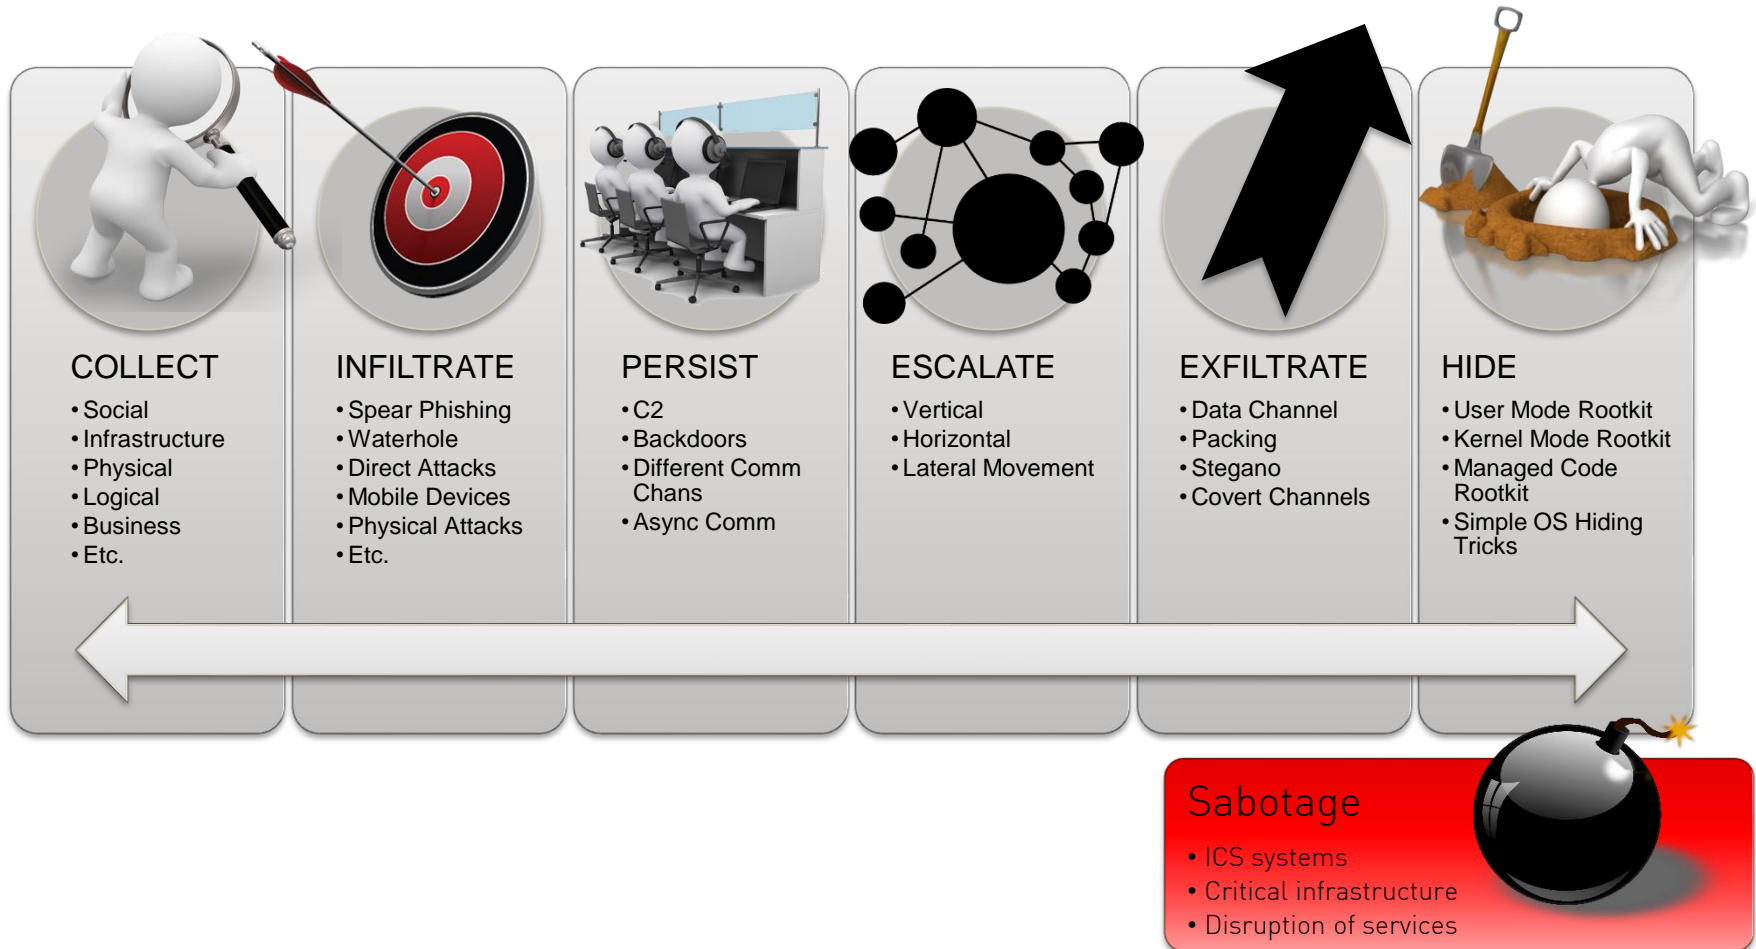 COLLECT
• Social
• Infrastructure
• Physical
• Logical
• Business
• Etc.
INFILTRATE
• Spear Phishing
• Waterhole
• Direct Attacks
• Mobile Devices
• Physical Attacks
• Etc.
PERSIST
• C2
• Backdoors
• Different Comm
Chans
• Async Comm
ESCALATE
• Vertical
• Horizontal
• Lateral Movement
EXFILTRATE
• Data Channel
• Packing
• Stegano
• Covert Channels
HIDE
• User Mode Rootkit
• Kernel Mode Rootkit
• Managed Code
Rootkit
• Simple OS Hiding
Tricks
Sabotage
• ICS systems
• Critical infrastructure
• Disruption of services